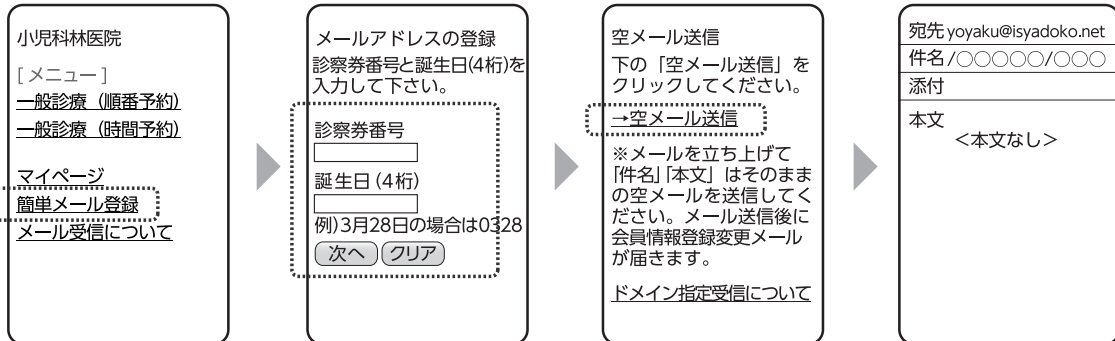 小児科林医院
[メニュー]
一般診療（順番予約）
一般診療（時間予約）
マイページ
簡単メール登録
メール受信について
メールアドレスの登録
診察券番号と誕生日(4桁)を
入力して下さい。
診察券番号
誕生日(4桁)
例)3月28日の場合は0328
次へ クリア
空メール送信
下の「空メール送信」を
クリックしてください。
→空メール送信
※メールを立ち上げて
「件名」「本文」はそのまま
の空メールを送信してく
ださい。メール送信後に
会員情報登録変更メール
が届きます。
ドメイン指定受信について
宛先 yoyaku@isyadoko.net
件名 /○○○○○/○○○
添付
本文
＜本文なし＞